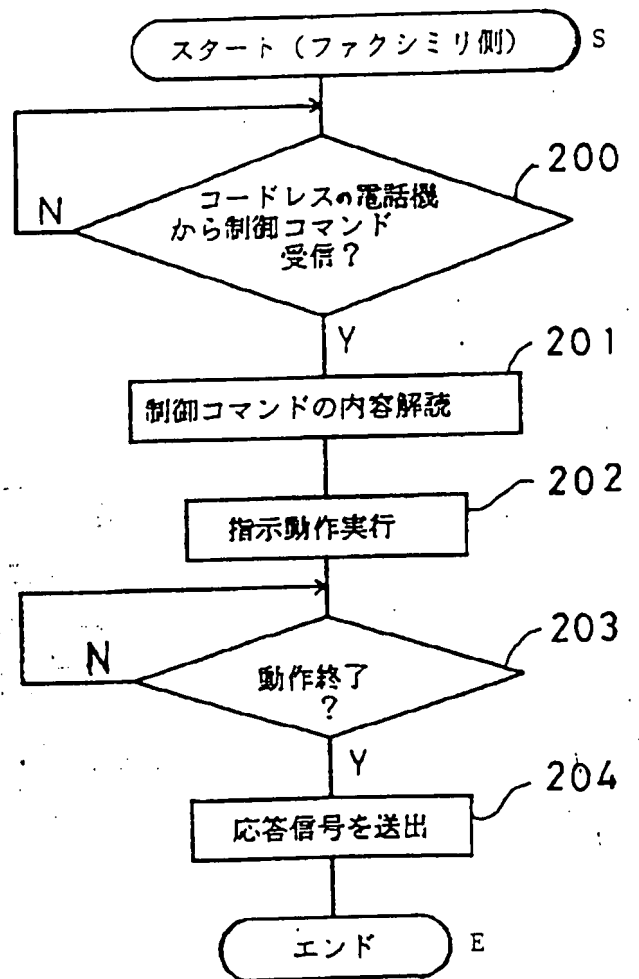 スタート(ファクシミリ側) S
200
コードレスの電話機
から制御コマンド
受信?
N
Y
201
制御コマンドの内容解読
202
指示動作実行
203
N
動作終了
?
Y
204
応答信号を送出
エンド E